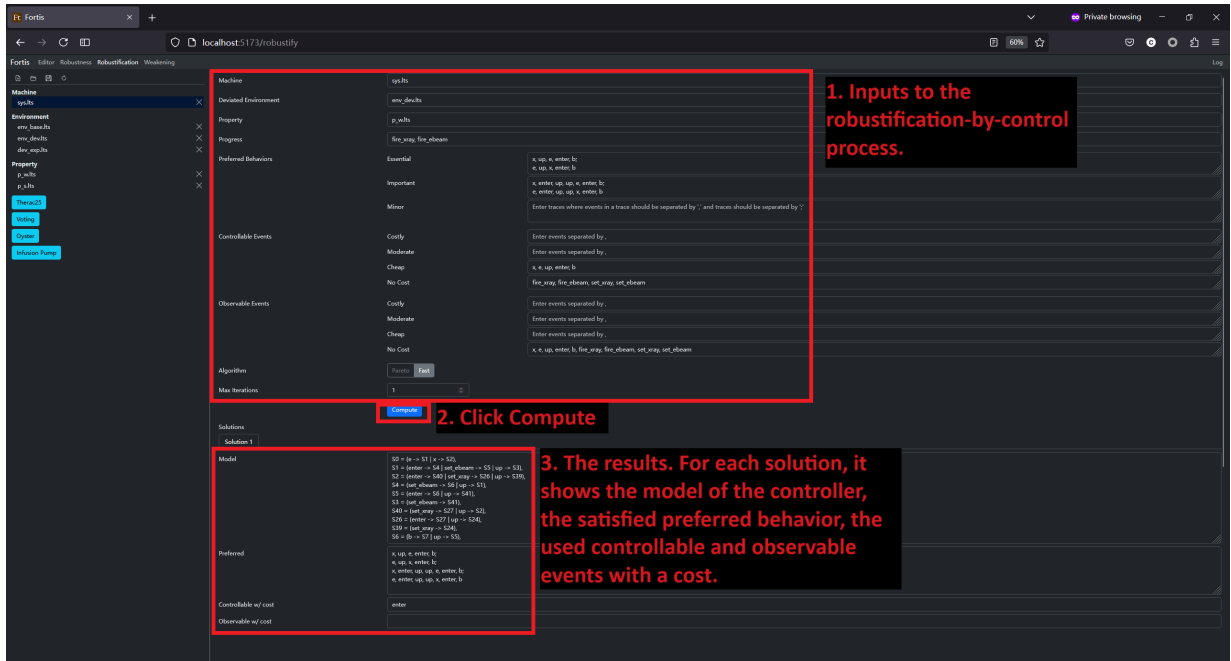 Ft Fortis × +
Private browsing
localhost:5173/robustify
60%
Fortis Editor Robustness Robustification Weakening
Log
Machine
sys.lts
Environment
env_base.lts
env_dev.lts
dev_exp.lts
Property
p_w.lts
p_s.lts
Therac25
Voting
Oyster
Infusion Pump
Machine
sys.lts
Deviated Environment
env_dev.lts
Property
p_w.lts
Progress
fire_xray, fire_ebeam
Preferred Behaviors
Essential
x, up, e, enter, b;
e, up, x, enter, b
Important
x, enter, up, up, e, enter, b;
e, enter, up, up, x, enter, b
Minor
Enter traces where events in a trace should be separated by ',' and traces should be separated by ';'
Controllable Events
Costly
Enter events separated by ,
Moderate
Enter events separated by ,
Cheap
x, e, up, enter, b
No Cost
fire_xray, fire_ebeam, set_xray, set_ebeam
Observable Events
Costly
Enter events separated by ,
Moderate
Enter events separated by ,
Cheap
Enter events separated by ,
No Cost
x, e, up, enter, b, fire_xray, fire_ebeam, set_xray, set_ebeam
Algorithm
Pareto Fast
Max Iterations
1
1. Inputs to the
robustification-by-control
process.
Compute
2. Click Compute
Solutions
Solution 1
Model
S0 = (e -> S1 | x -> S2),
S1 = (enter -> S4 | set_ebeam -> S5 | up -> S3),
S2 = (enter -> S40 | set_xray -> S26 | up -> S39),
S4 = (set_ebeam -> S6 | up -> S1),
S5 = (enter -> S6 | up -> S41),
S3 = (set_ebeam -> S41),
S40 = (set_xray -> S27 | up -> S2),
S26 = (enter -> S27 | up -> S24),
S39 = (set_xray -> S24),
S6 = (b -> S7 | up -> S5),
Preferred
x, up, e, enter, b;
e, up, x, enter, b;
x, enter, up, up, e, enter, b;
e, enter, up, up, x, enter, b
Controllable w/ cost
enter
Observable w/ cost
3. The results. For each solution, it
shows the model of the controller,
the satisfied preferred behavior, the
used controllable and observable
events with a cost.